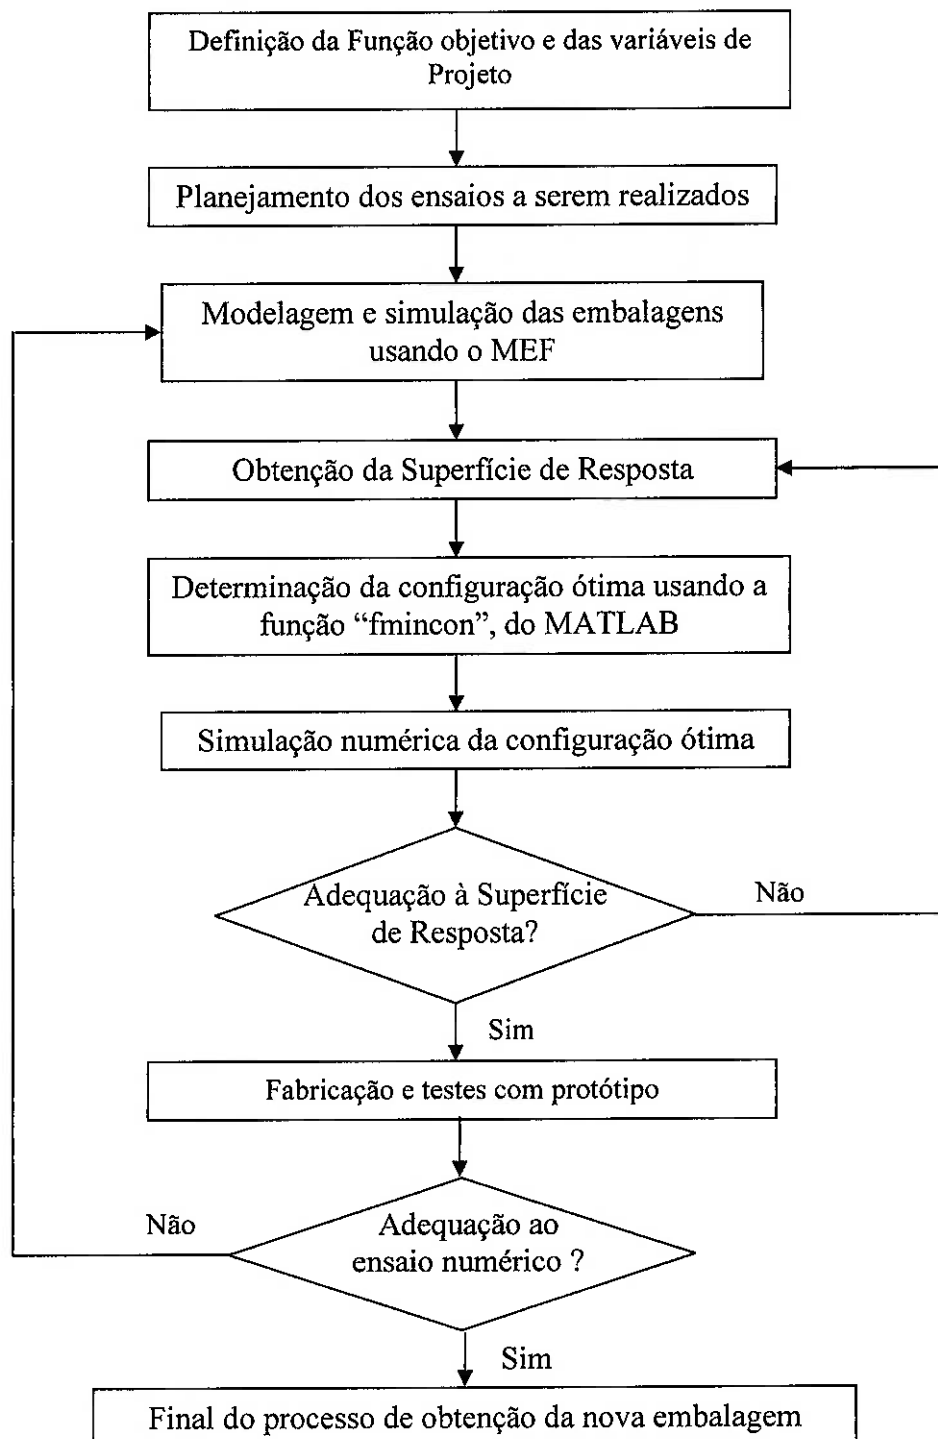 Definição da Função objetivo e das variáveis de
Projeto
Planejamento dos ensaios a serem realizados
Modelagem e simulação das embalagens
usando o MEF
Obtenção da Superfície de Resposta
Determinação da configuração ótima usando a
função “fmincon”, do MATLAB
Simulação numérica da configuração ótima
Adequação à Superfície
de Resposta?
Não
Sim
Fabricação e testes com protótipo
Não
Adequação ao
ensaio numérico ?
Sim
Final do processo de obtenção da nova embalagem